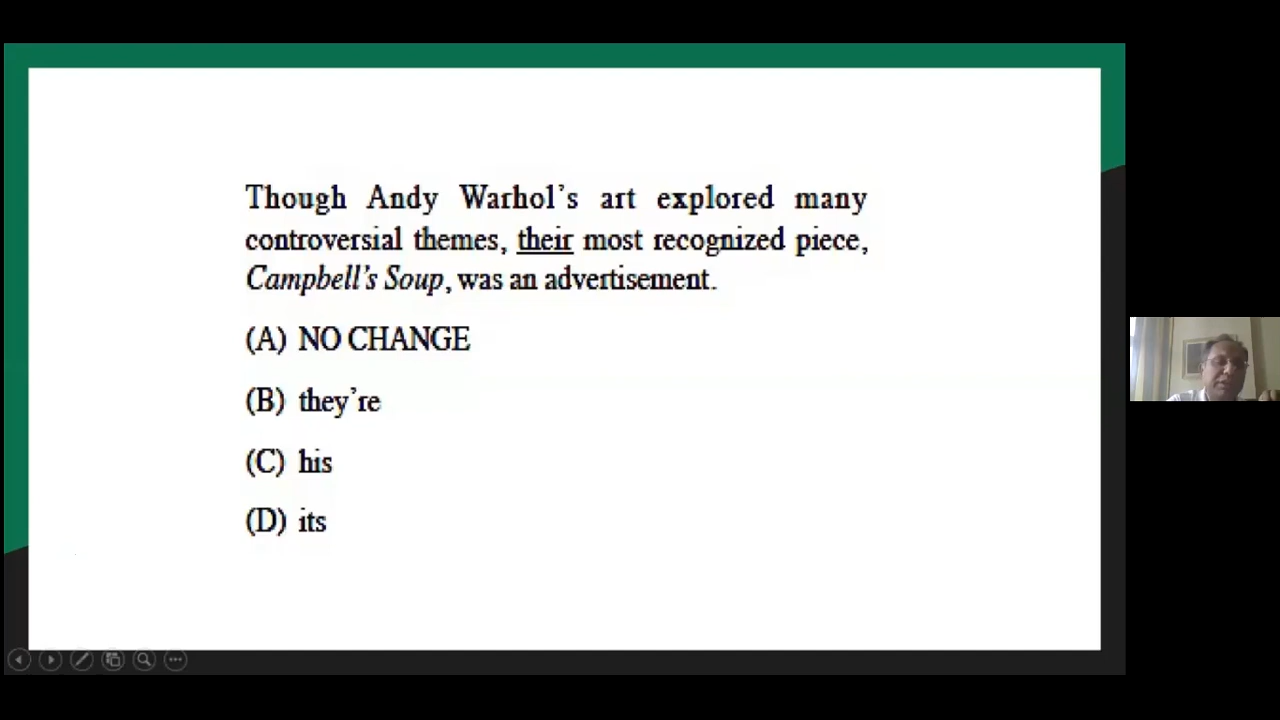 Though Andy Warhol's art explored many
controversial themes, their most recognized piece,
Campbell's Soup, was an advertisement.
(A) NO CHANGE
(B) they're
(C) his
(D) its